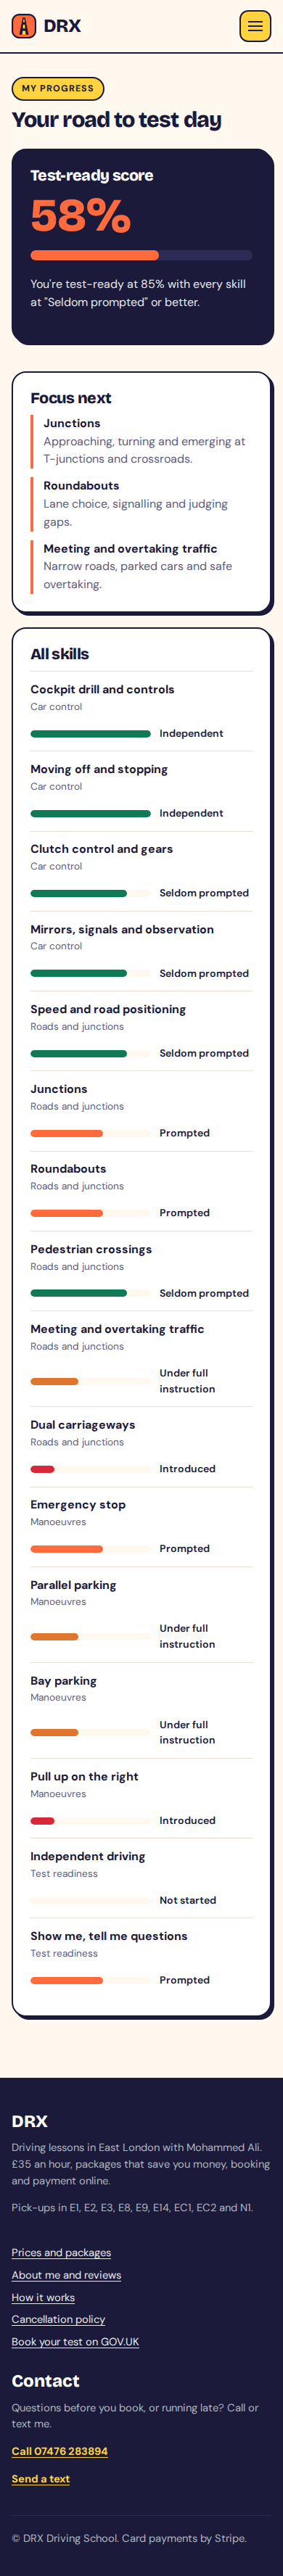 DRX
MY PROGRESS
Your road to test day
Test-ready score
58%
You're test-ready at 85% with every skill
at "Seldom prompted" or better.
Focus next
Junctions
Approaching, turning and emerging at
T-junctions and crossroads.
Roundabouts
Lane choice, signalling and judging
gaps.
Meeting and overtaking traffic
Narrow roads, parked cars and safe
overtaking.
All skills
Cockpit drill and controls
Car control
Independent
Moving off and stopping
Car control
Independent
Clutch control and gears
Car control
Seldom prompted
Mirrors, signals and observation
Car control
Seldom prompted
Speed and road positioning
Roads and junctions
Seldom prompted
Junctions
Roads and junctions
Prompted
Roundabouts
Roads and junctions
Prompted
Pedestrian crossings
Roads and junctions
Seldom prompted
Meeting and overtaking traffic
Roads and junctions
Under full
instruction
Dual carriageways
Roads and junctions
Introduced
Emergency stop
Manoeuvres
Prompted
Parallel parking
Manoeuvres
Under full
instruction
Bay parking
Manoeuvres
Under full
instruction
Pull up on the right
Manoeuvres
Introduced
Independent driving
Test readiness
Not started
Show me, tell me questions
Test readiness
Prompted
DRX
Driving lessons in East London with Mohammed Ali.
£35 an hour, packages that save you money, booking
and payment online.
Pick-ups in E1, E2, E3, E8, E9, E14, EC1, EC2 and N1.
Prices and packages
About me and reviews
How it works
Cancellation policy
Book your test on GOV.UK
Contact
Questions before you book, or running late? Call or
text me.
Call 07476 283894
Send a text
© DRX Driving School. Card payments by Stripe.